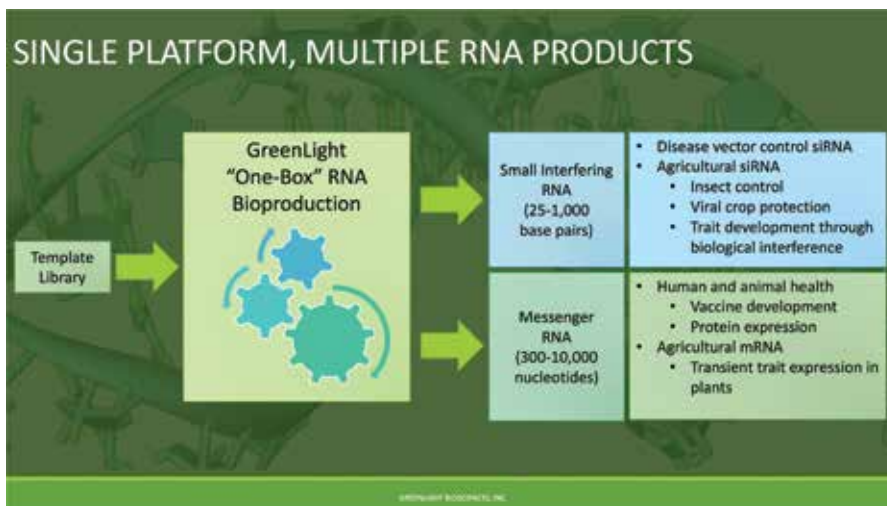 SINGLE PLATFORM, MULTIPLE RNA PRODUCTS
Template
Library
GreenLight
“One-Box” RNA
Bioproduction
Small Interfering
RNA
(25-1,000
base pairs)
• Disease vector control siRNA
• Agricultural siRNA
• Insect control
• Viral crop protection
• Trait development through
biological interference
Messenger
RNA
(300-10,000
nucleotides)
• Human and animal health
• Vaccine development
• Protein expression
• Agricultural mRNA
• Transient trait expression in
plants
GREENLIGHT